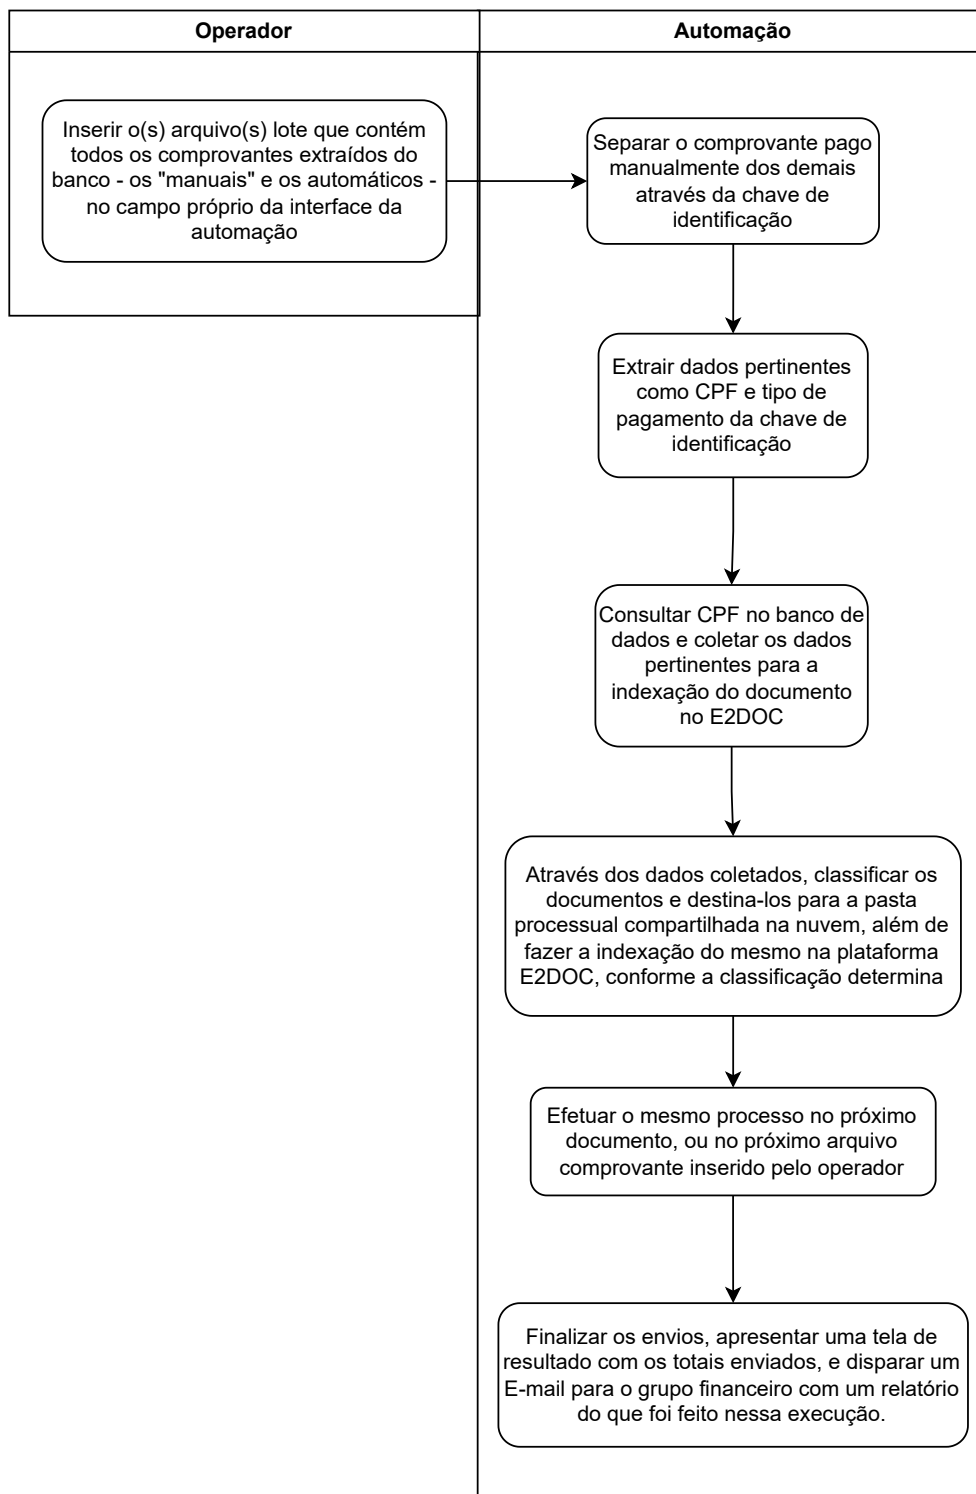 Operador
Automação
Inserir o(s) arquivo(s) lote que contém
todos os comprovantes extraídos do
banco - os "manuais" e os automáticos -
no campo próprio da interface da
automação
Separar o comprovante pago
manualmente dos demais
através da chave de
identificação
Extrair dados pertinentes
como CPF e tipo de
pagamento da chave de
identificação
Consultar CPF no banco de
dados e coletar os dados
pertinentes para a
indexação do documento
no E2DOC
Através dos dados coletados, classificar os
documentos e destina-los para a pasta
processual compartilhada na nuvem, além de
fazer a indexação do mesmo na plataforma
E2DOC, conforme a classificação determina
Efetuar o mesmo processo no próximo
documento, ou no próximo arquivo
comprovante inserido pelo operador
Finalizar os envios, apresentar uma tela de
resultado com os totais enviados, e disparar um
E-mail para o grupo financeiro com um relatório
do que foi feito nessa execução.